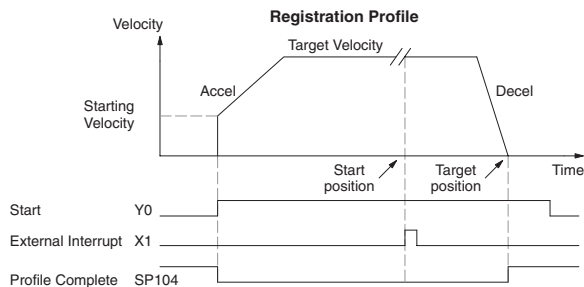 Registration Profile
Velocity
Target Velocity
Accel
Decel
Starting
Velocity
Start
position
Target
position
Time
Start Y0
External Interrupt X1
Profile Complete SP104